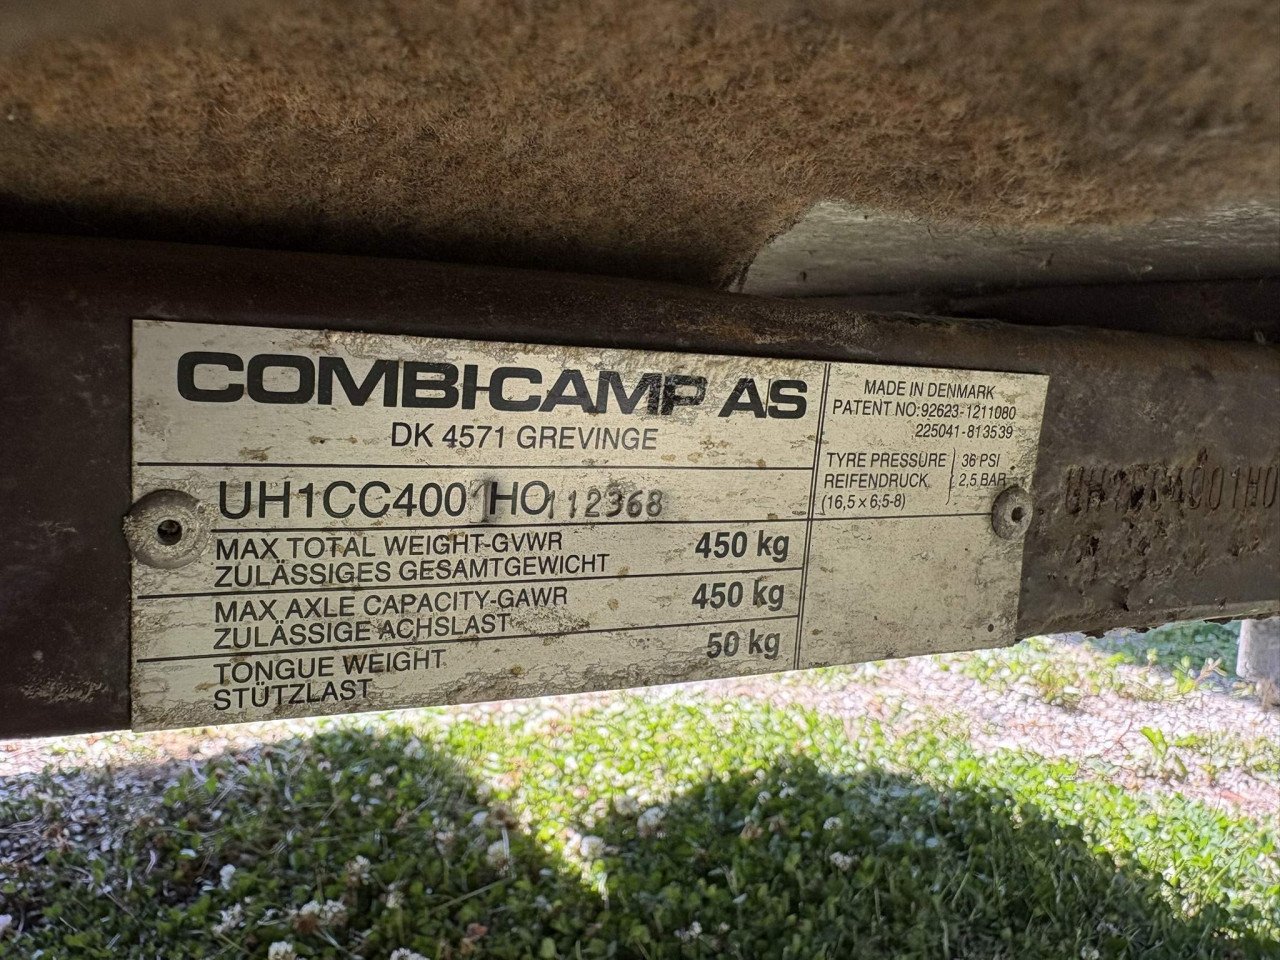 COMBI-CAMP AS
DK 4571 GREVINGE
UH1CC4001HO112368
MAX TOTAL WEIGHT-GVWR 450 kg
ZULÄSSIGES GESAMTGEWICHT
MAX AXLE CAPACITY-GAWR 450 kg
ZULÄSSIGE ACHSLAST
TONGUE WEIGHT 50 kg
STÜTZLAST
MADE IN DENMARK
PATENT NO: 92623-1211080
225041-813539
TYRE PRESSURE 36 PSI
REIFENDRUCK 2,5 BAR
(16,5 x 6,5-8)
UH1CC4001H0